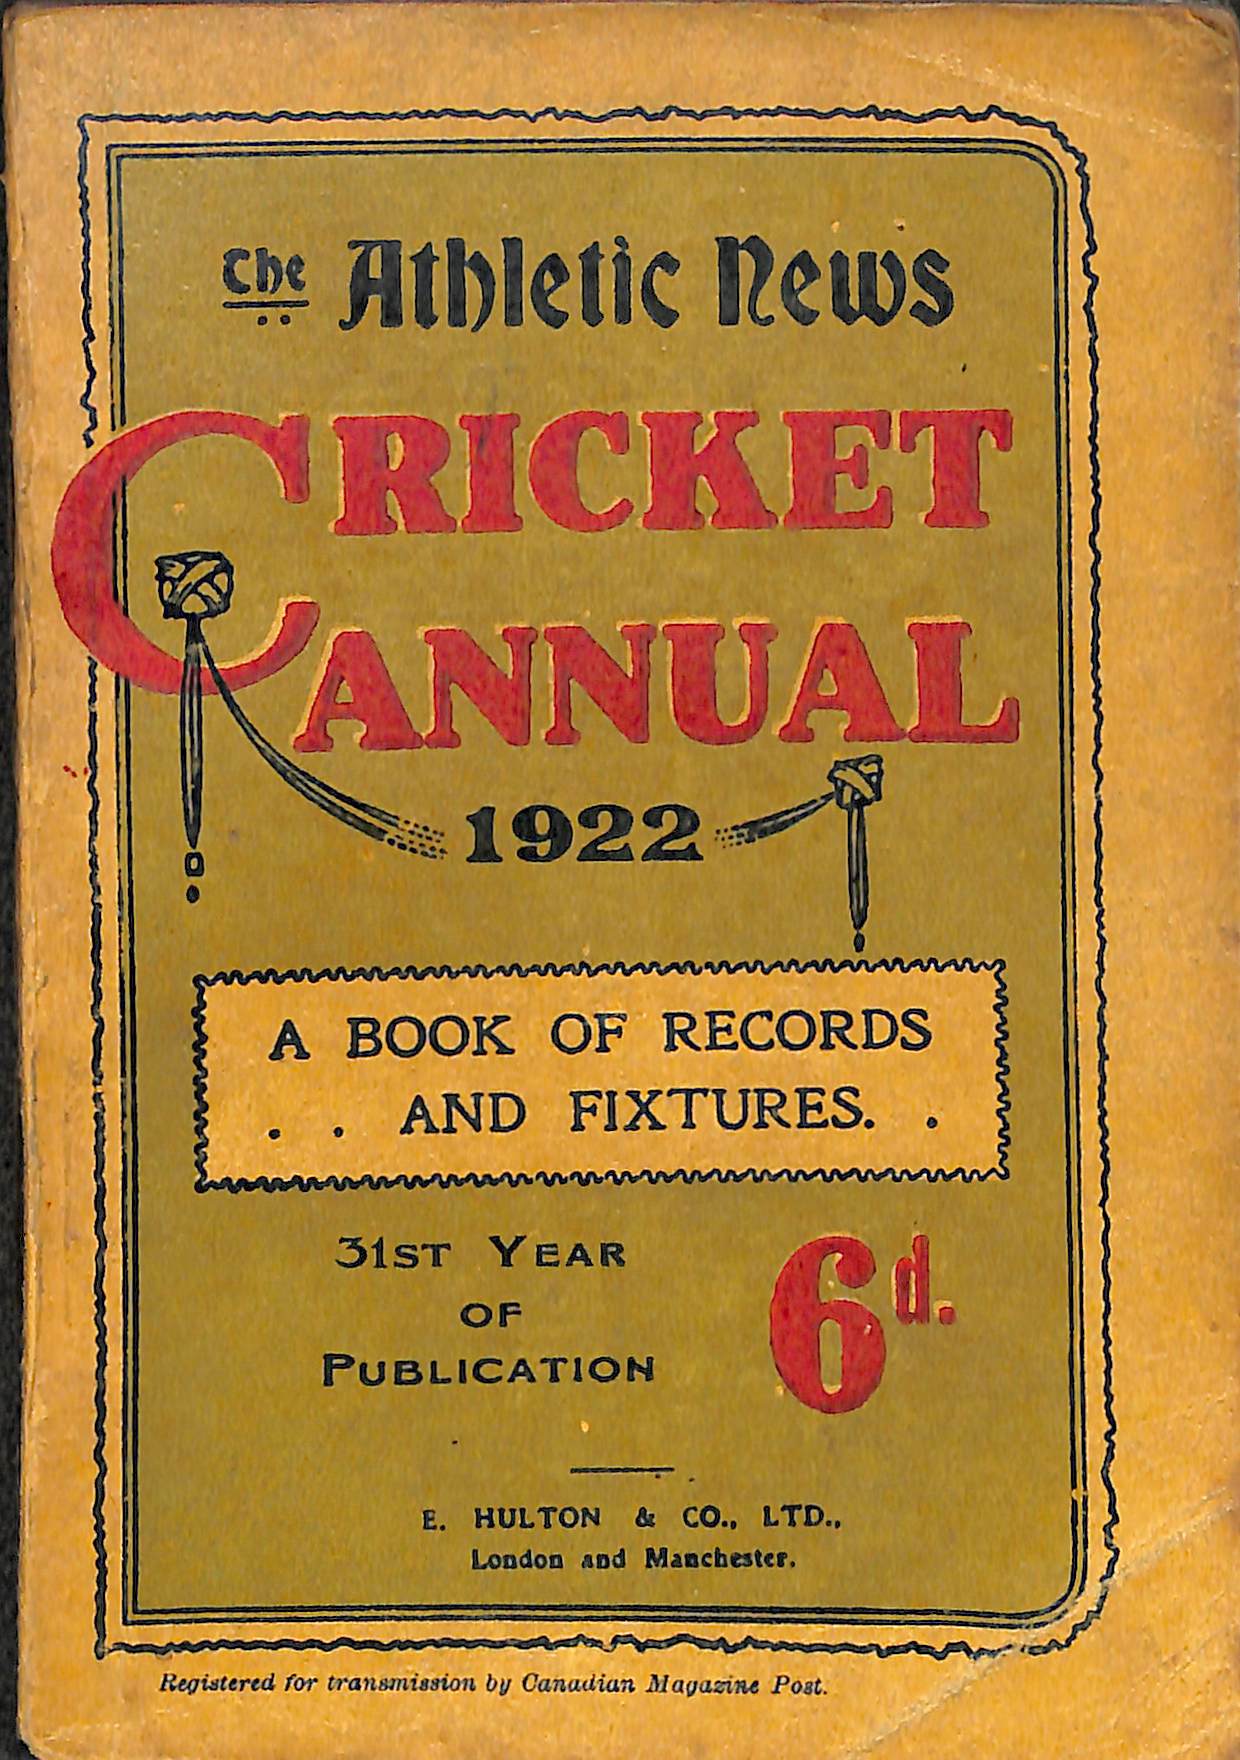 The Athletic News
CRICKET
ANNUAL
1922
A BOOK OF RECORDS
. . AND FIXTURES. .
31ST YEAR
OF
PUBLICATION
6d.
E. HULTON & CO., LTD.,
London and Manchester.
Registered for transmission by Canadian Magazine Post.